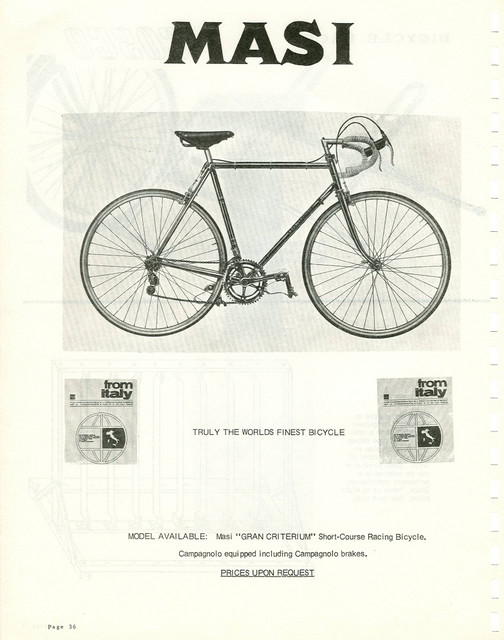 MASI
from
italy
from
italy
TRULY THE WORLDS FINEST BICYCLE
MODEL AVAILABLE: Masi "GRAN CRITERIUM" Short-Course Racing Bicycle.
Campagnolo equipped including Campagnolo brakes.
PRICES UPON REQUEST
Page 36